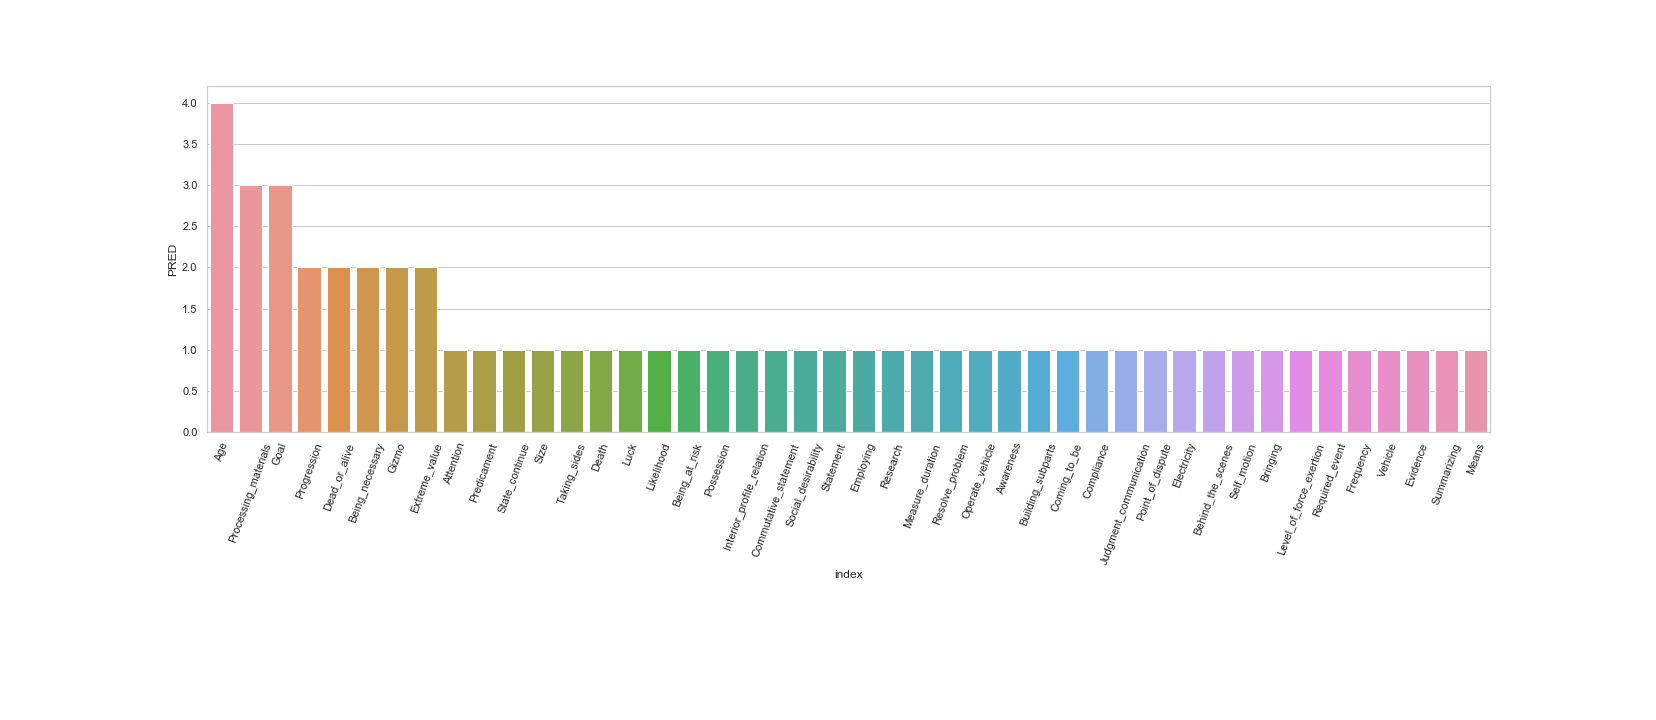 4.0
3.5
3.0
2.5
2.0
1.5
1.0
0.5
0.0
PRED
Age
Processing_materials
Goal
Progression
Dead_or_alive
Being_necessary
Gizmo
Extreme_value
Attention
Predicament
State_continue
Size
Taking_sides
Death
Luck
Likelihood
Being_at_risk
Possession
Interior_profile_relation
Commutative_statement
Social_desirability
Statement
Employing
Research
Measure_duration
Resolve_problem
Operate_vehicle
Awareness
Building_subparts
Coming_to_be
Compliance
Judgment_communication
Point_of_dispute
Electricity
Behind_the_scenes
Self_motion
Bringing
Level_of_force_exertion
Required_event
Frequency
Vehicle
Evidence
Summarizing
Means
index